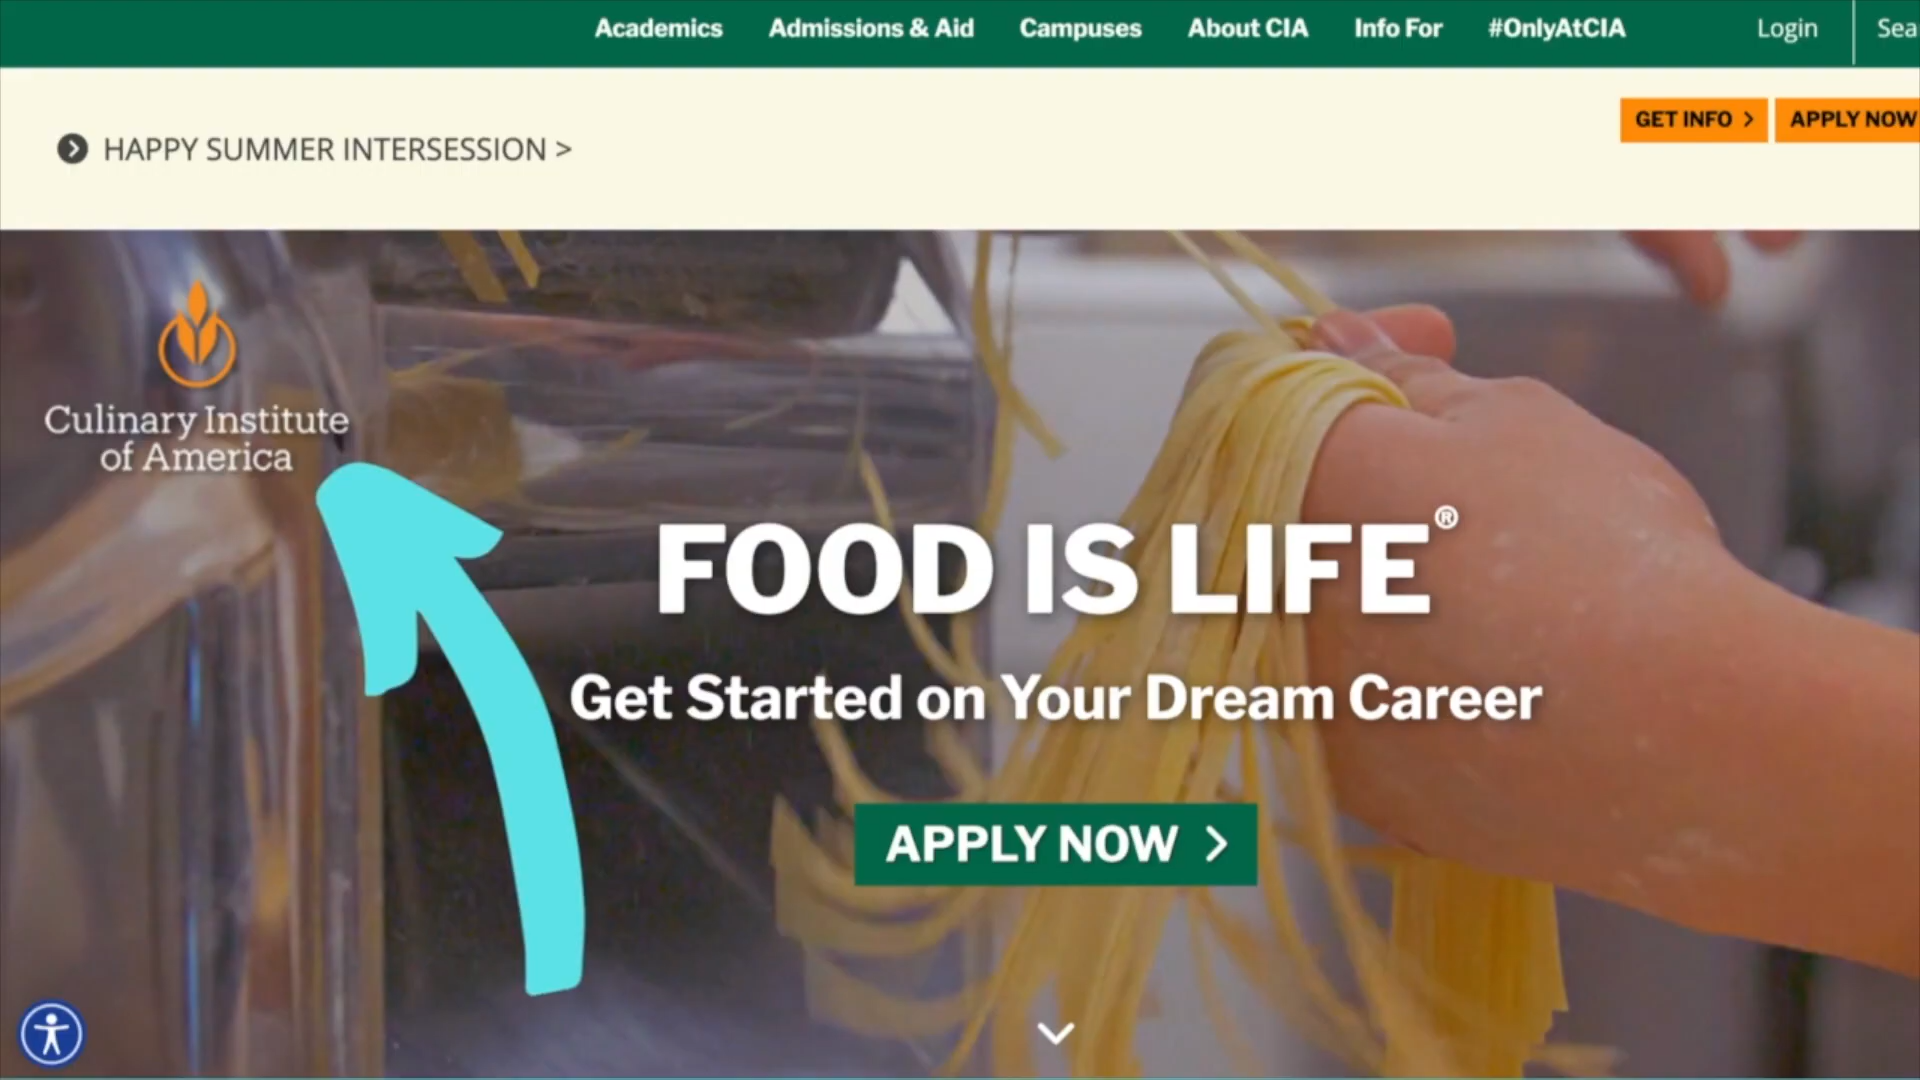 Academics Admissions & Aid Campuses About CIA Info For #OnlyAtCIA Login Sea
GET INFO > APPLY NOW
HAPPY SUMMER INTERSESSION >
Culinary Institute
of America
FOOD IS LIFE®
Get Started on Your Dream Career
APPLY NOW >